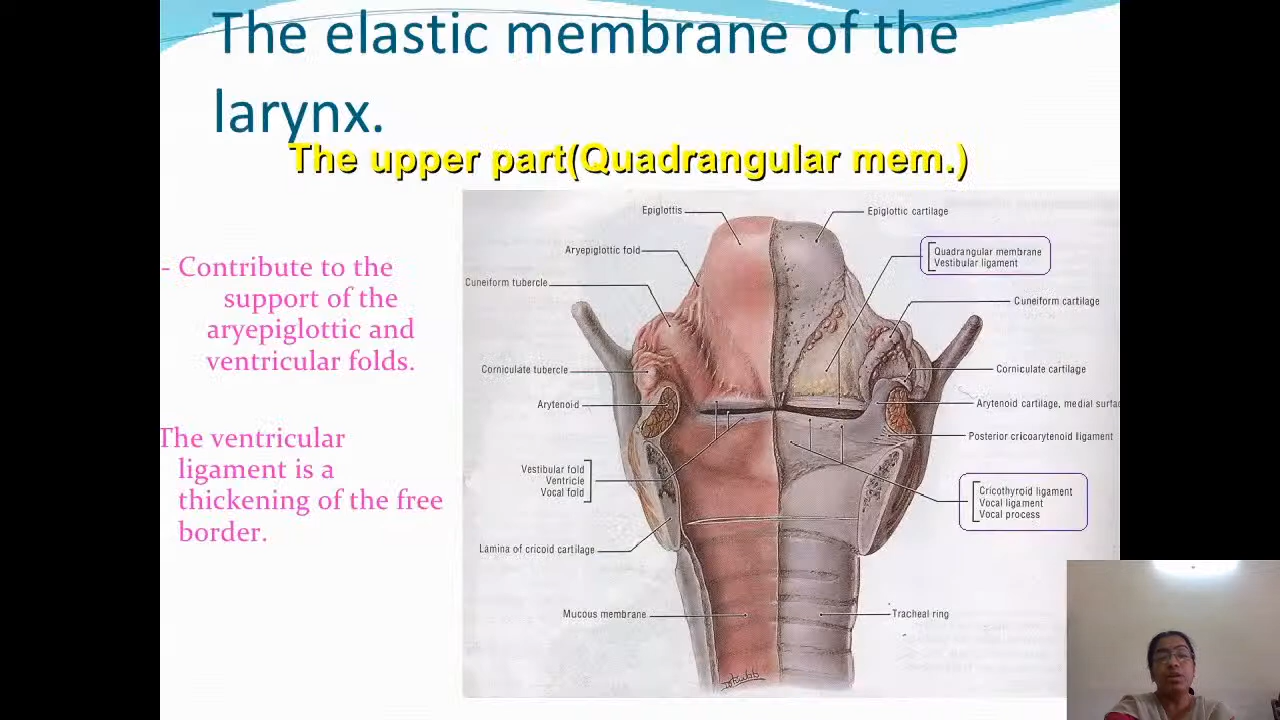 The elastic membrane of the
larynx.
The upper part(Quadrangular mem.)
- Contribute to the
support of the
aryepiglottic and
ventricular folds.
The ventricular
ligament is a
thickening of the free
border.
Epiglottis
Aryepiglottic fold
Cuneiform tubercle
Corniculate tubercle
Arytenoid
Vestibular fold
Ventricle
Vocal fold
Lamina of cricoid cartilage
Mucous membrane
Epiglottic cartilage
Quadrangular membrane
Vestibular ligament
Cuneiform cartilage
Corniculate cartilage
Arytenoid cartilage, medial surfa
Posterior cricoarytenoid ligament
Cricothyroid ligament
Vocal ligament
Vocal process
Tracheal ring